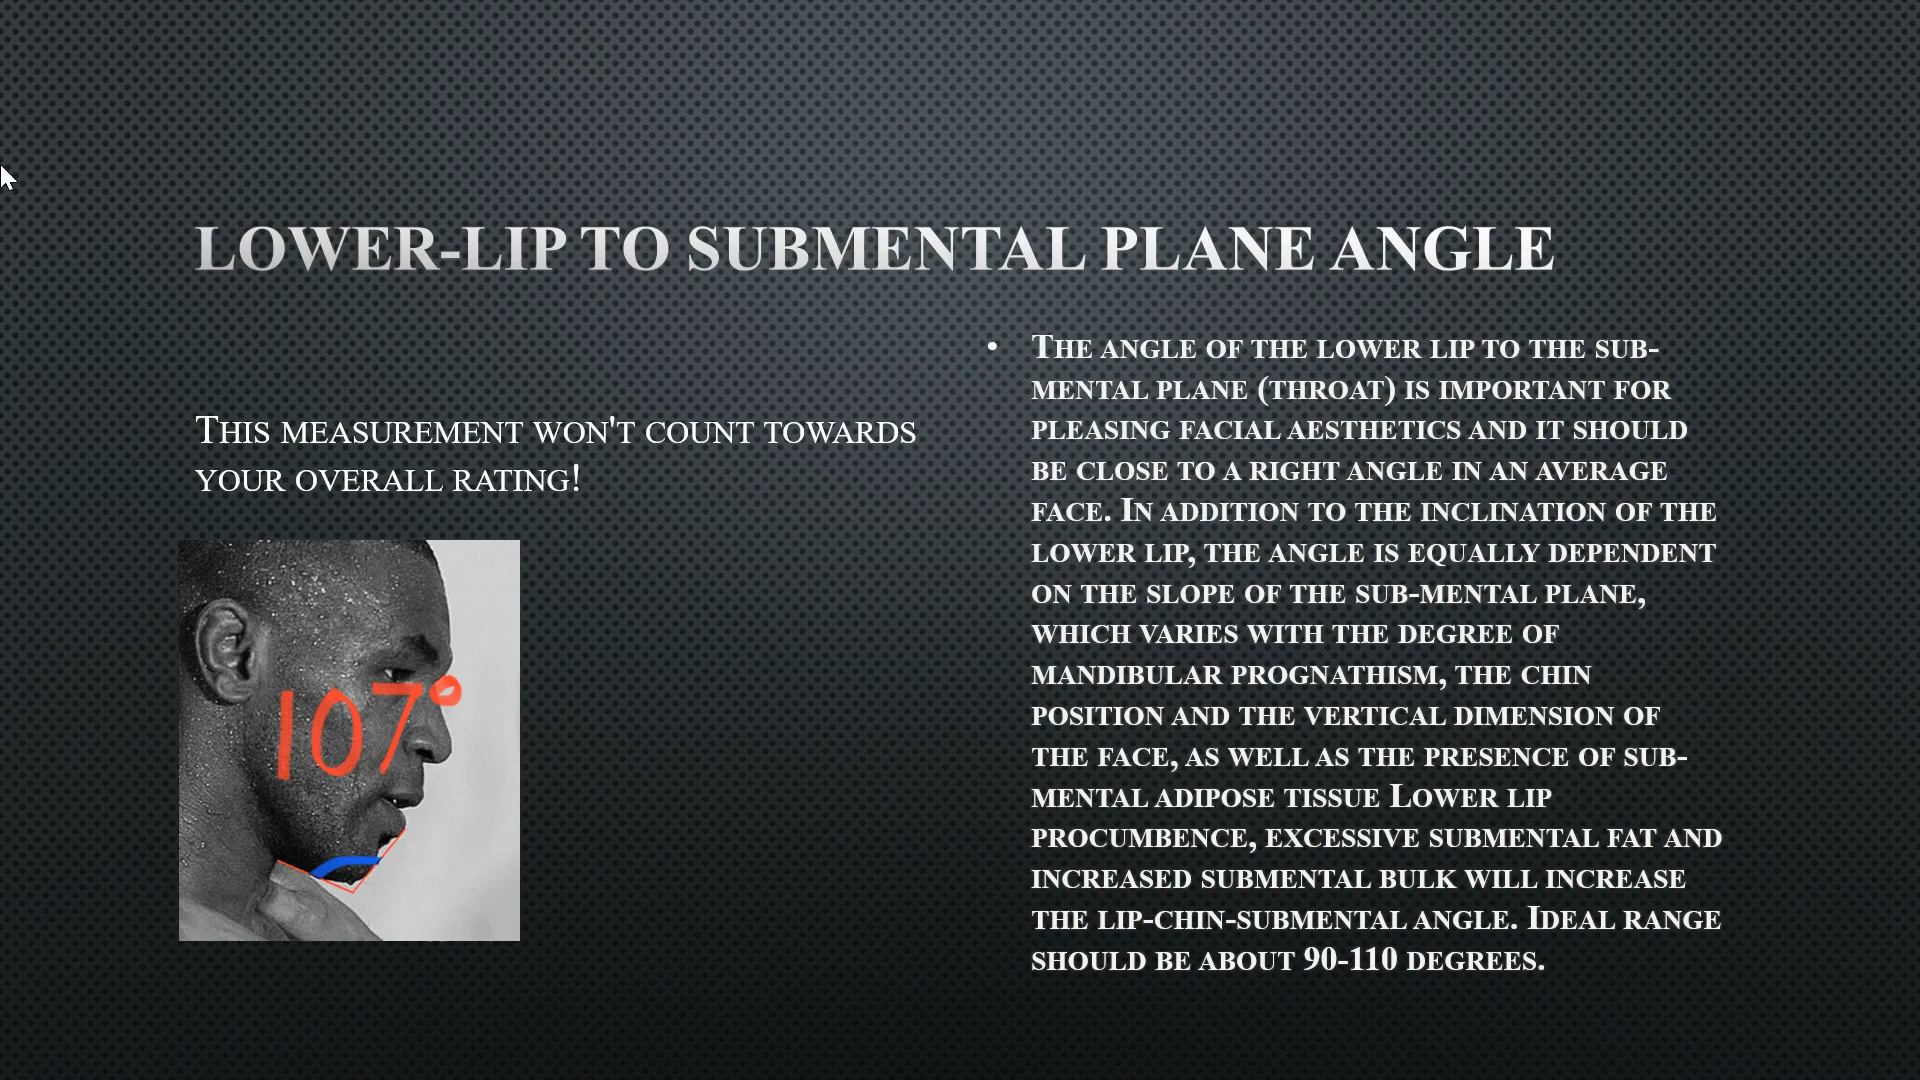 LOWER-LIP TO SUBMENTAL PLANE ANGLE
THIS MEASUREMENT WON'T COUNT TOWARDS
YOUR OVERALL RATING!
107°
• THE ANGLE OF THE LOWER LIP TO THE SUB-
MENTAL PLANE (THROAT) IS IMPORTANT FOR
PLEASING FACIAL AESTHETICS AND IT SHOULD
BE CLOSE TO A RIGHT ANGLE IN AN AVERAGE
FACE. IN ADDITION TO THE INCLINATION OF THE
LOWER LIP, THE ANGLE IS EQUALLY DEPENDENT
ON THE SLOPE OF THE SUB-MENTAL PLANE,
WHICH VARIES WITH THE DEGREE OF
MANDIBULAR PROGNATHISM, THE CHIN
POSITION AND THE VERTICAL DIMENSION OF
THE FACE, AS WELL AS THE PRESENCE OF SUB-
MENTAL ADIPOSE TISSUE LOWER LIP
PROCUMBENCE, EXCESSIVE SUBMENTAL FAT AND
INCREASED SUBMENTAL BULK WILL INCREASE
THE LIP-CHIN-SUBMENTAL ANGLE. IDEAL RANGE
SHOULD BE ABOUT 90-110 DEGREES.